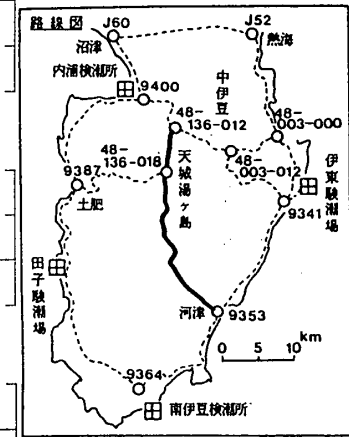 路線図
J60
J52
沼津
熱海
内浦検潮所
9400
中伊豆
48-
136-012
48-
003-000
48-
136-018
天城湯ヶ島
48-
003-012
伊東験潮場
9387
土肥
9341
田子験潮場
河津
9353
0 5 10
km
9364
南伊豆検潮所